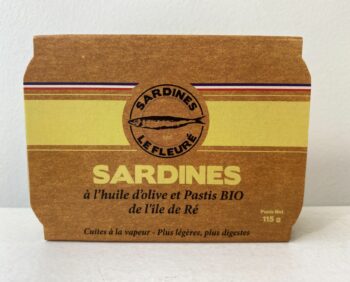 SARDINES
LE FLEURÉ
SARDINES
à l'huile d'olive et Pastis BIO
de l'île de Ré
Poids Net
115 g
Cuites à la vapeur - Plus légères, plus digestes